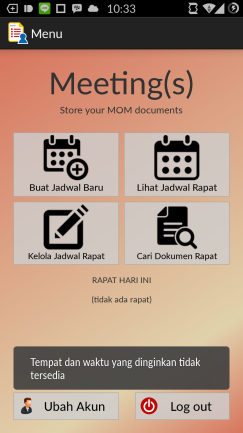 10:33
Menu
Meeting(s)
Store your MOM documents
Buat Jadwal Baru
Lihat Jadwal Rapat
Kelola Jadwal Rapat
Cari Dokumen Rapat
RAPAT HARI INI
(tidak ada rapat)
Tempat dan waktu yang dinginkan tidak
tersedia
Ubah Akun
Log out